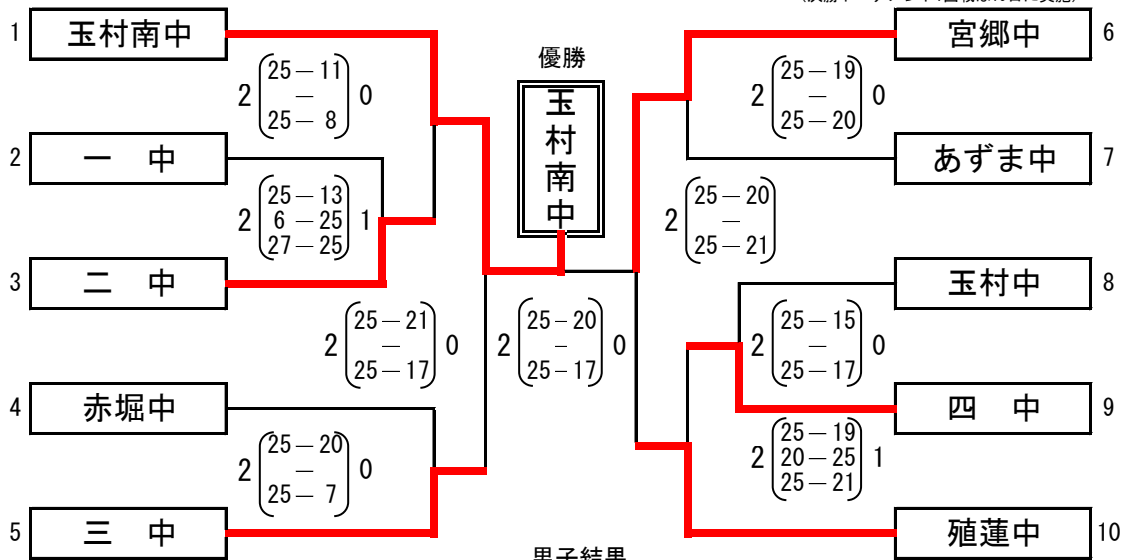 1 玉村南中
2 一 中
3 二 中
4 赤堀中
5 三 中
2 25－11 － 25－ 8 0
2 25－13 6－25 27－25 1
2 25－21 － 25－17 0
2 25－20 － 25－ 7 0
優勝
玉村南中
2 25－20 － 25－17 0
宮郷中 6
あずま中 7
玉村中 8
四 中 9
殖蓮中 10
2 25－19 － 25－20 0
2 25－20 － 25－21
2 25－15 － 25－17 0
2 25－19 20－25 25－21 1